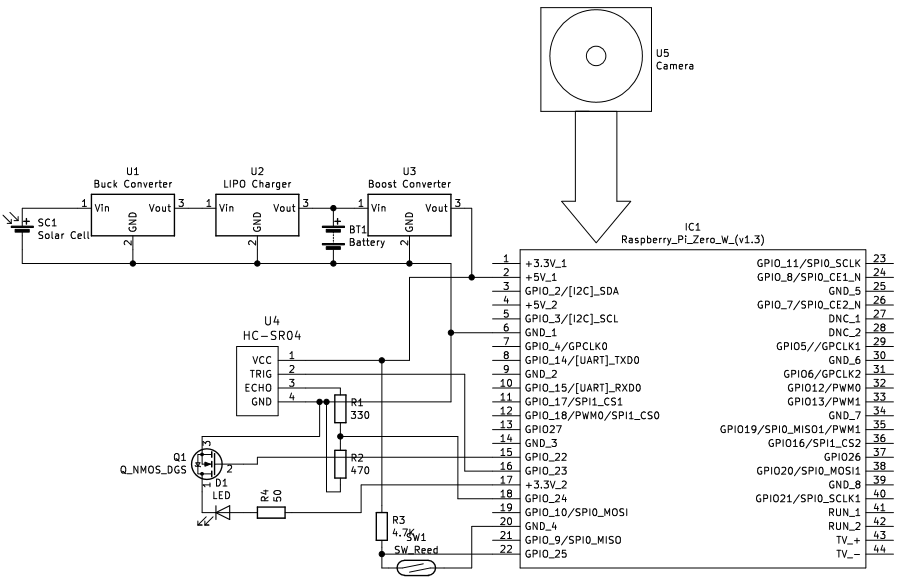 U5
Camera
U1
Buck Converter
1 Vin Vout 3
GND
2
U2
LIPO Charger
1 Vin Vout 3
GND
2
U3
Boost Converter
1 Vin Vout 3
GND
2
+
SC1
Solar Cell
+
BT1
Battery
IC1
Raspberry_Pi_Zero_W_(v1.3)
1 +3.3V_1
2 +5V_1
3 GPIO_2/[I2C]_SDA
4 +5V_2
5 GPIO_3/[I2C]_SCL
6 GND_1
7 GPIO_4/GPCLK0
8 GPIO_14/[UART]_TXD0
9 GND_2
10 GPIO_15/[UART]_RXD0
11 GPIO_17/SPI1_CS1
12 GPIO_18/PWM0/SPI1_CS0
13 GPIO27
14 GND_3
15 GPIO_22
16 GPIO_23
17 +3.3V_2
18 GPIO_24
19 GPIO_10/SPI0_MOSI
20 GND_4
21 GPIO_9/SPI0_MISO
22 GPIO_25
GPIO_11/SPI0_SCLK 23
GPIO_8/SPI0_CE1_N 24
GND_5 25
GPIO_7/SPI0_CE2_N 26
DNC_1 27
DNC_2 28
GPIO5//GPCLK1 29
GND_6 30
GPIO6/GPCLK2 31
GPIO12/PWM0 32
GPIO13/PWM1 33
GND_7 34
GPIO19/SPI0_MISO1/PWM1 35
GPIO16/SPI1_CS2 36
GPIO26 37
GPIO20/SPI0_MOSI1 38
GND_8 39
GPIO21/SPI0_SCLK1 40
RUN_1 41
RUN_2 42
TV_+ 43
TV_- 44
U4
HC-SR04
VCC 1
TRIG 2
ECHO 3
GND 4
R1
330
R2
470
Q1
Q_NMOS_DGS
3
2
1
D1
LED
R4
50
R3
4.7K
SW1
SW_Reed